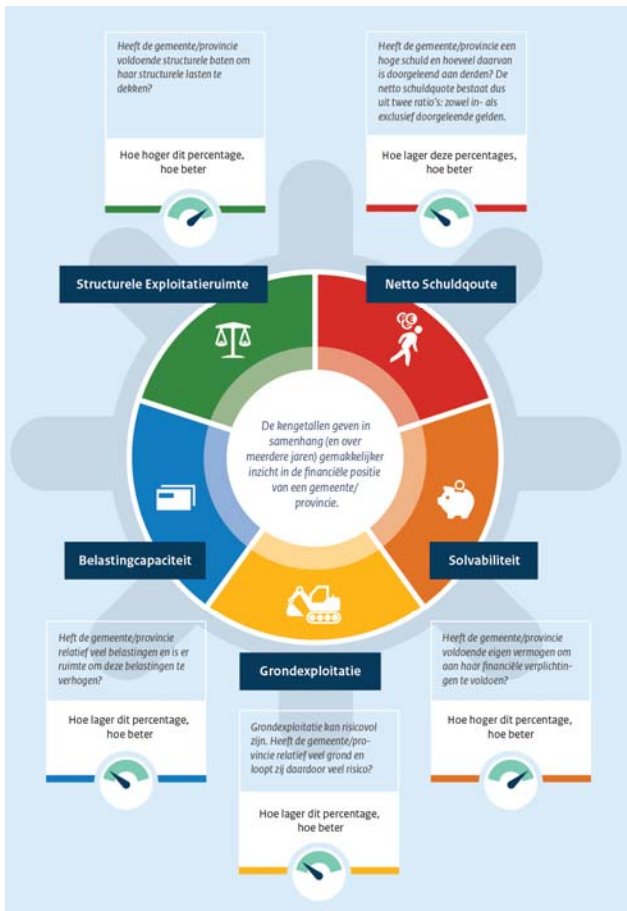 Heeft de gemeente/provincie
voldoende structurele baten om
haar structurele lasten te
dekken?
Hoe hoger dit percentage,
hoe beter
Heeft de gemeente/provincie een
hoge schuld en hoeveel daarvan
is doorgeleend aan derden? De
netto schuldquote bestaat dus
uit twee ratio's: zowel in- als
exclusief doorgeleende gelden.
Hoe lager deze percentages,
hoe beter
Structurele Exploitatieruimte
Netto Schuldqoute
De kengetallen geven in
samenhang (en over
meerdere jaren) gemakkelijker
inzicht in de financiële positie
van een gemeente/
provincie.
Belastingcapaciteit
Solvabiliteit
Grondexploitatie
Heft de gemeente/provincie
relatief veel belastingen en is er
ruimte om deze belastingen te
verhogen?
Hoe lager dit percentage,
hoe beter
Grondexploitatie kan risicovol
zijn. Heeft de gemeente/pro-
vincie relatief veel grond en
loopt zij daardoor veel risico?
Hoe lager dit percentage,
hoe beter
Heeft de gemeente/provincie
voldoende eigen vermogen om
aan haar financiële verplichtin-
gen te voldoen?
Hoe hoger dit percentage,
hoe beter